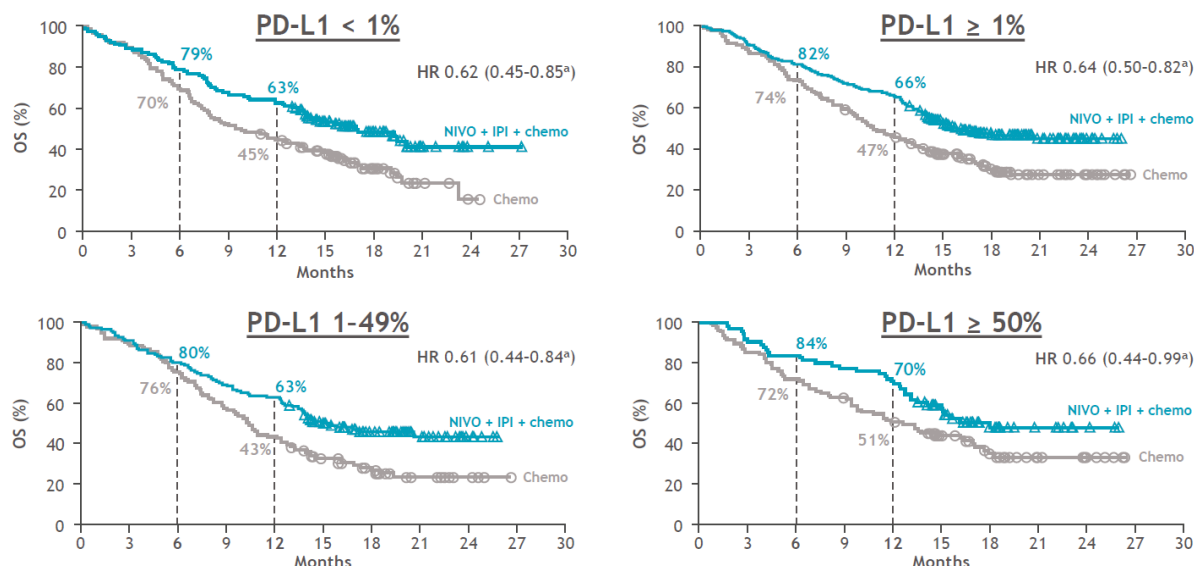 PD-L1 < 1%
HR 0.62 (0.45-0.85ᵃ)
OS (%)
100
80
60
40
20
0
79%
70%
63%
45%
NIVO + IPI + chemo
Chemo
0 3 6 9 12 15 18 21 24 27 30
Months
PD-L1 ≥ 1%
HR 0.64 (0.50-0.82ᵃ)
OS (%)
100
80
60
40
20
0
82%
74%
66%
47%
NIVO + IPI + chemo
Chemo
0 3 6 9 12 15 18 21 24 27 30
Months
PD-L1 1-49%
HR 0.61 (0.44-0.84ᵃ)
OS (%)
100
80
60
40
20
0
80%
76%
63%
43%
NIVO + IPI + chemo
Chemo
0 3 6 9 12 15 18 21 24 27 30
Months
PD-L1 ≥ 50%
HR 0.66 (0.44-0.99ᵃ)
OS (%)
100
80
60
40
20
0
84%
72%
70%
51%
NIVO + IPI + chemo
Chemo
0 3 6 9 12 15 18 21 24 27 30
Months